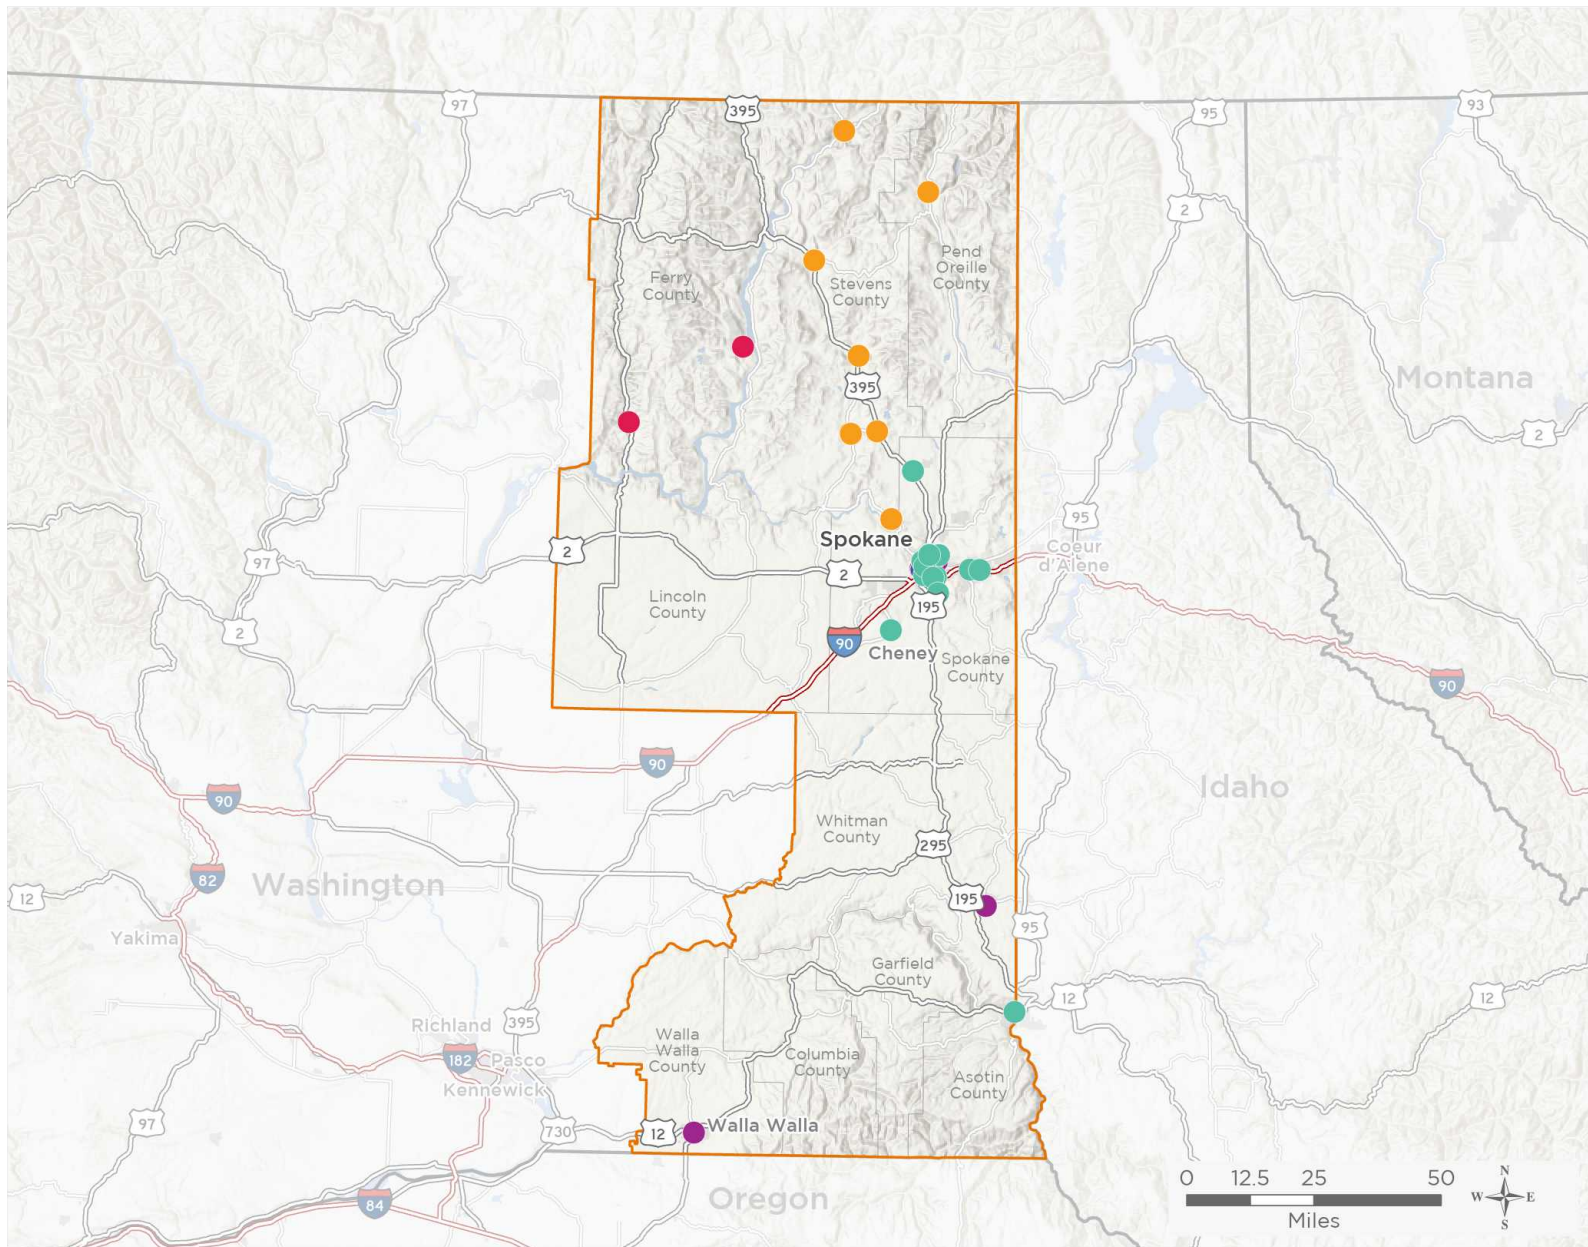 97
395
95
93
2
Ferry
County
Stevens
County
Pend
Oreille
County
395
Montana
2
95
Spokane
2
97
2
Coeur
d'Alene
195
Lincoln
County
2
90
Cheney
Spokane
County
90
90
90
Idaho
Whitman
County
295
82
Washington
12
195
95
Yakima
Garfield
County
12
12
Richland
395
Walla
Walla
County
Columbia
County
182
Pasco
Kennewick
Asotin
County
97
730
12
Walla Walla
84
Oregon
0 12.5 25 50
Miles
N
W E
S